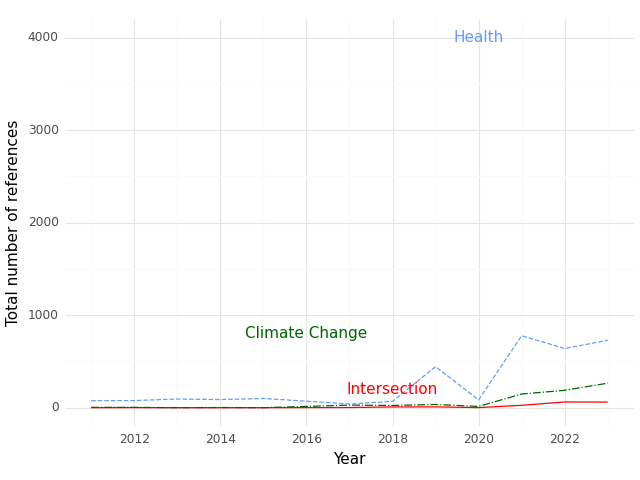 Health
Climate Change
Intersection
4000
3000
2000
1000
0
Total number of references
2012
2014
2016
2018
2020
2022
Year